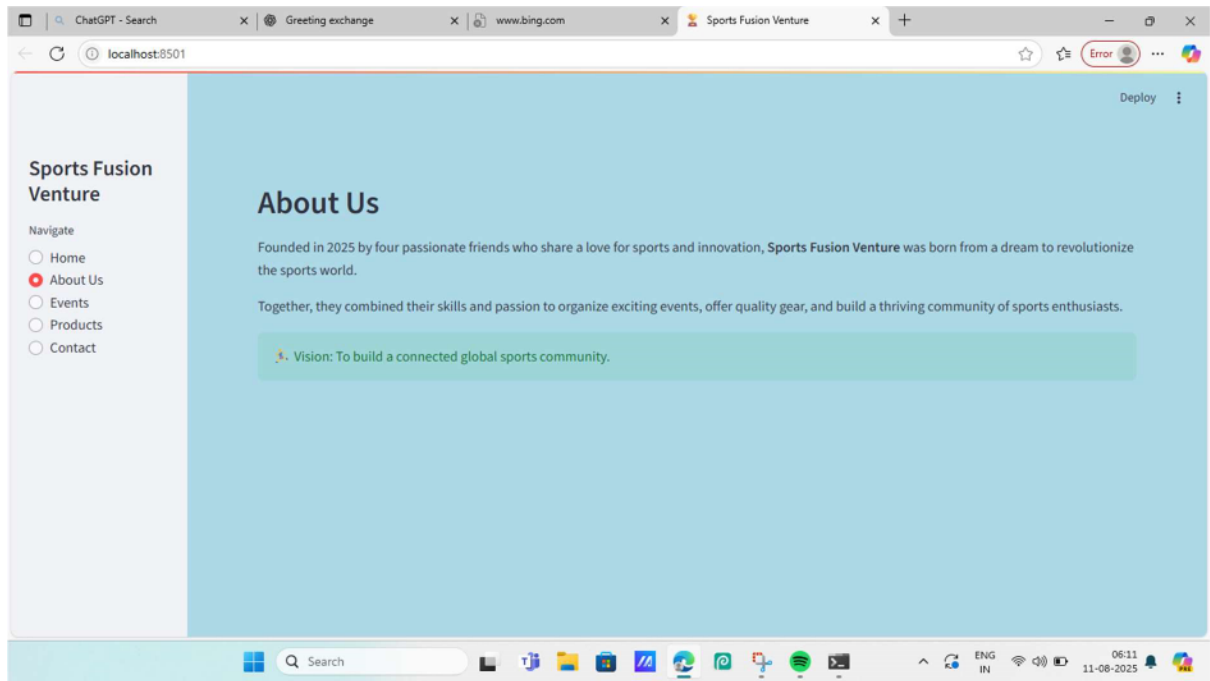 ChatGPT - Search
Greeting exchange
www.bing.com
Sports Fusion Venture
localhost:8501
Error
Deploy
Sports Fusion
Venture
Navigate
Home
About Us
Events
Products
Contact
About Us
Founded in 2025 by four passionate friends who share a love for sports and innovation, Sports Fusion Venture was born from a dream to revolutionize
the sports world.
Together, they combined their skills and passion to organize exciting events, offer quality gear, and build a thriving community of sports enthusiasts.
Vision: To build a connected global sports community.
Search
ENG
IN
06:11
11-08-2025
PRE